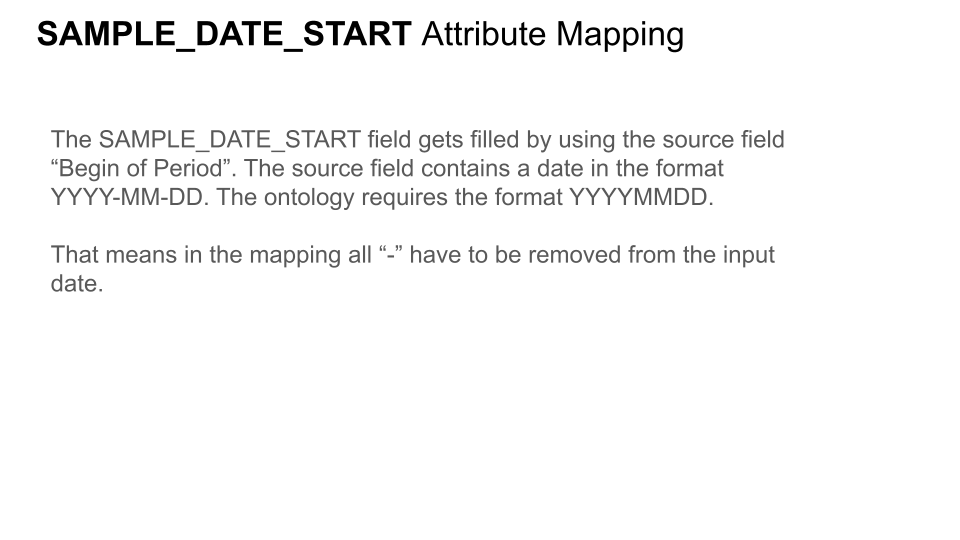 SAMPLE_DATE_START Attribute Mapping
The SAMPLE_DATE_START field gets filled by using the source field
“Begin of Period”. The source field contains a date in the format
YYYY-MM-DD. The ontology requires the format YYYYMMDD.
That means in the mapping all “-” have to be removed from the input
date.